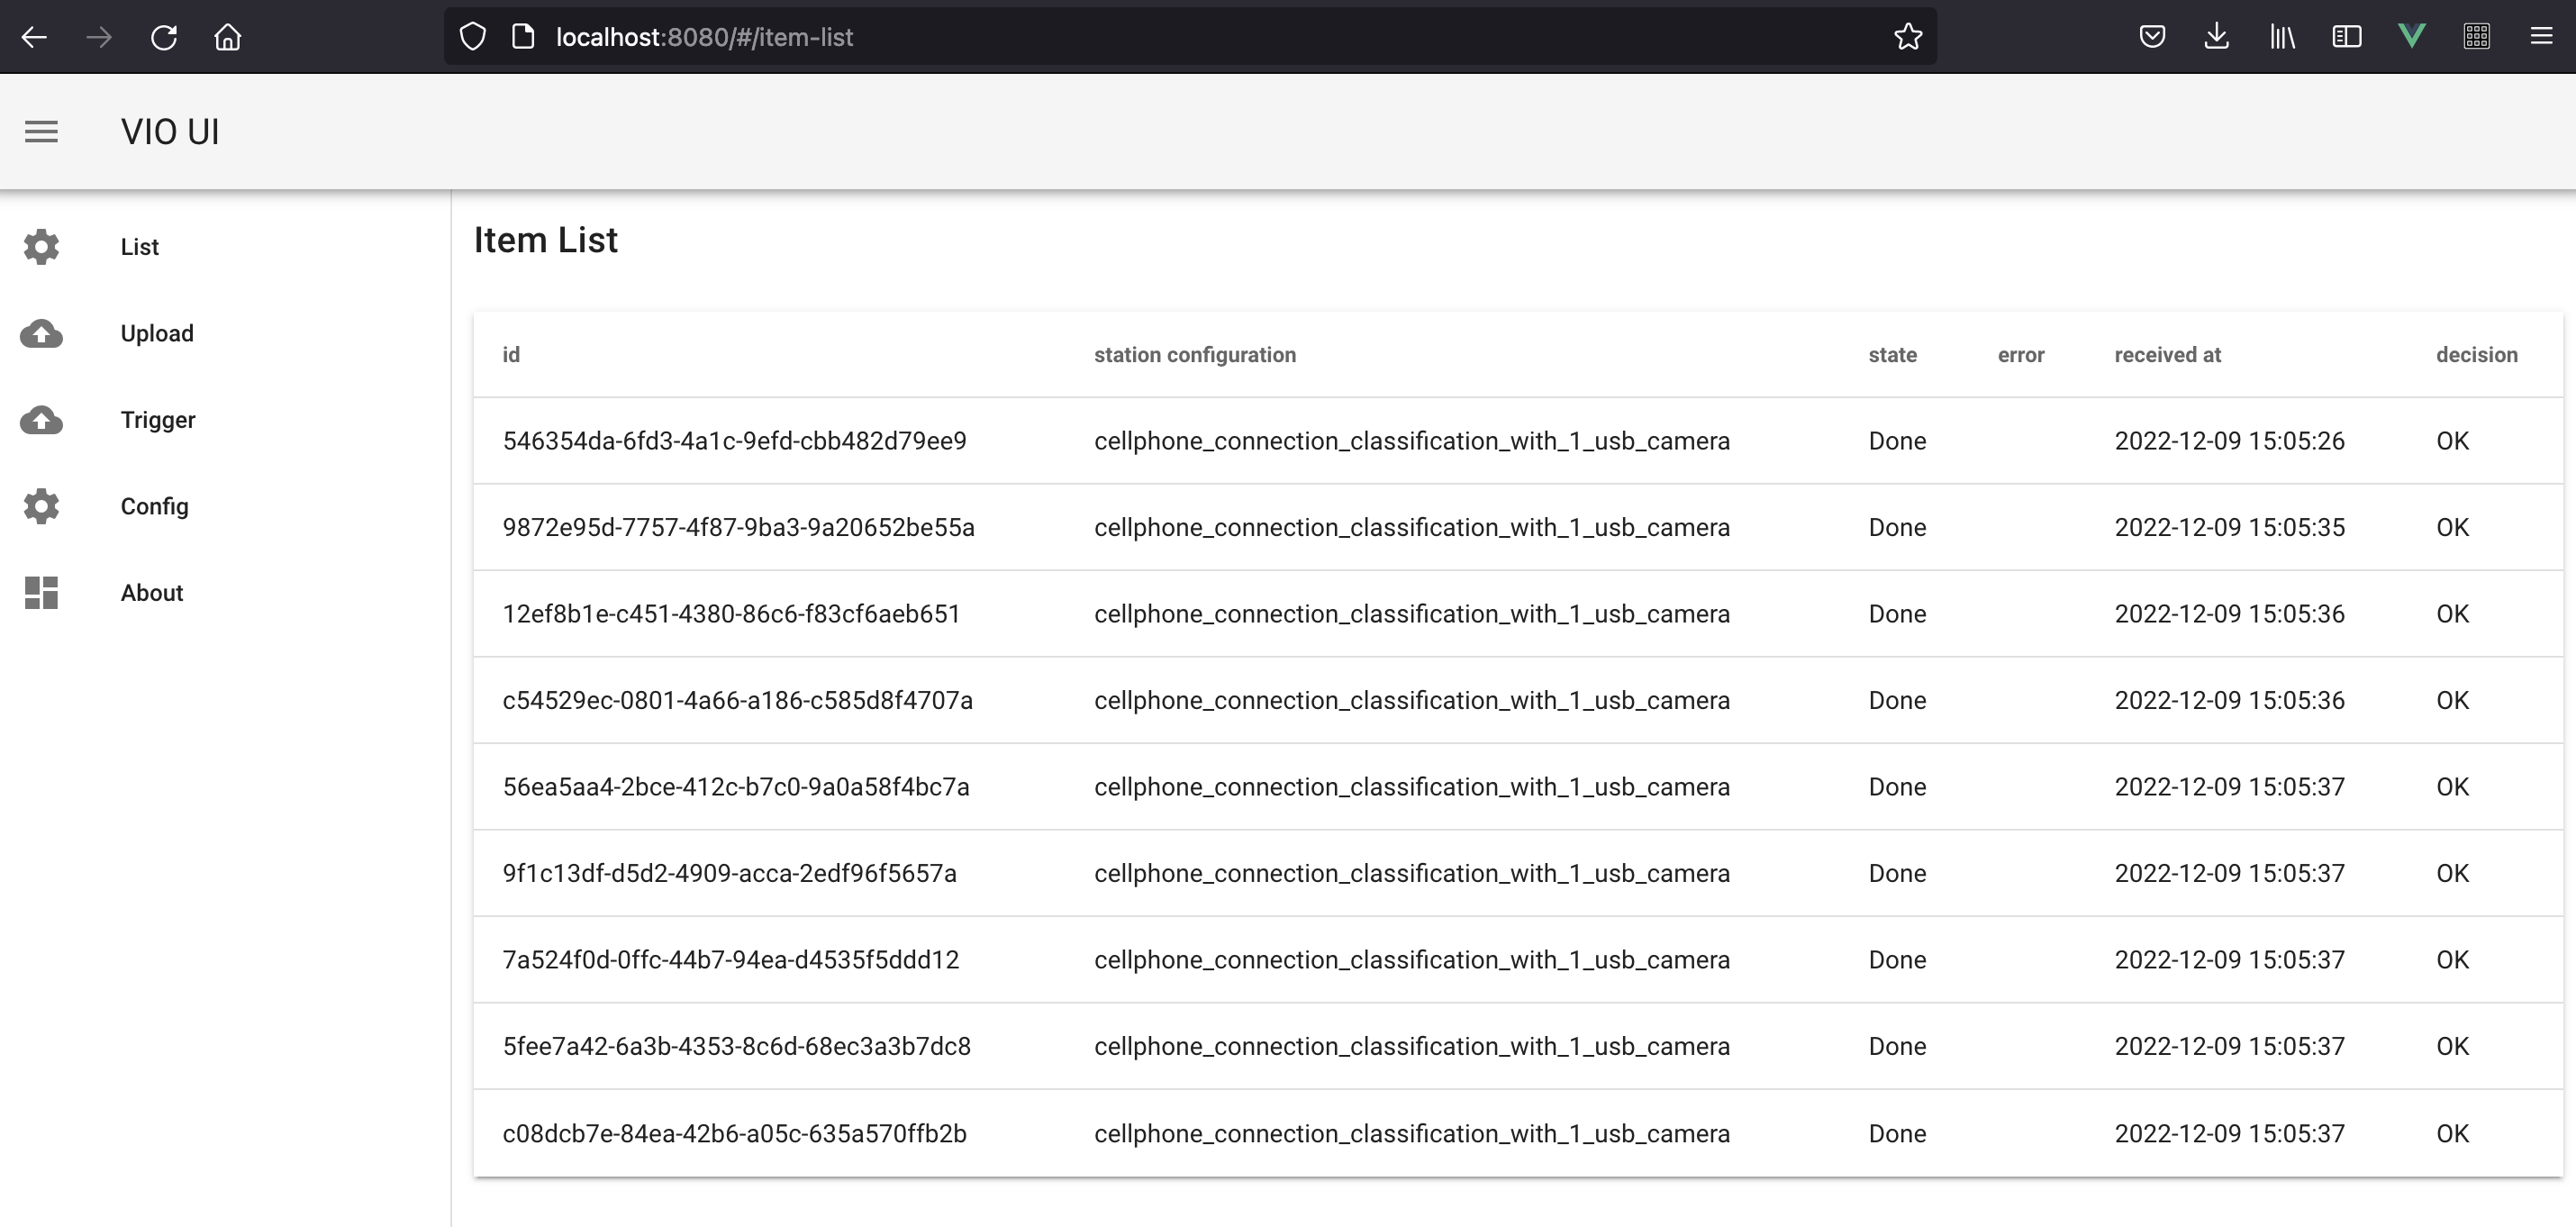 localhost:8080/#/item-list
VIO UI
List
Upload
Trigger
Config
About
Item List
id station configuration state error received at decision
546354da-6fd3-4a1c-9efd-cbb482d79ee9 cellphone_connection_classification_with_1_usb_camera Done 2022-12-09 15:05:26 OK
9872e95d-7757-4f87-9ba3-9a20652be55a cellphone_connection_classification_with_1_usb_camera Done 2022-12-09 15:05:35 OK
12ef8b1e-c451-4380-86c6-f83cf6aeb651 cellphone_connection_classification_with_1_usb_camera Done 2022-12-09 15:05:36 OK
c54529ec-0801-4a66-a186-c585d8f4707a cellphone_connection_classification_with_1_usb_camera Done 2022-12-09 15:05:36 OK
56ea5aa4-2bce-412c-b7c0-9a0a58f4bc7a cellphone_connection_classification_with_1_usb_camera Done 2022-12-09 15:05:37 OK
9f1c13df-d5d2-4909-acca-2edf96f5657a cellphone_connection_classification_with_1_usb_camera Done 2022-12-09 15:05:37 OK
7a524f0d-0ffc-44b7-94ea-d4535f5ddd12 cellphone_connection_classification_with_1_usb_camera Done 2022-12-09 15:05:37 OK
5fee7a42-6a3b-4353-8c6d-68ec3a3b7dc8 cellphone_connection_classification_with_1_usb_camera Done 2022-12-09 15:05:37 OK
c08dcb7e-84ea-42b6-a05c-635a570ffb2b cellphone_connection_classification_with_1_usb_camera Done 2022-12-09 15:05:37 OK